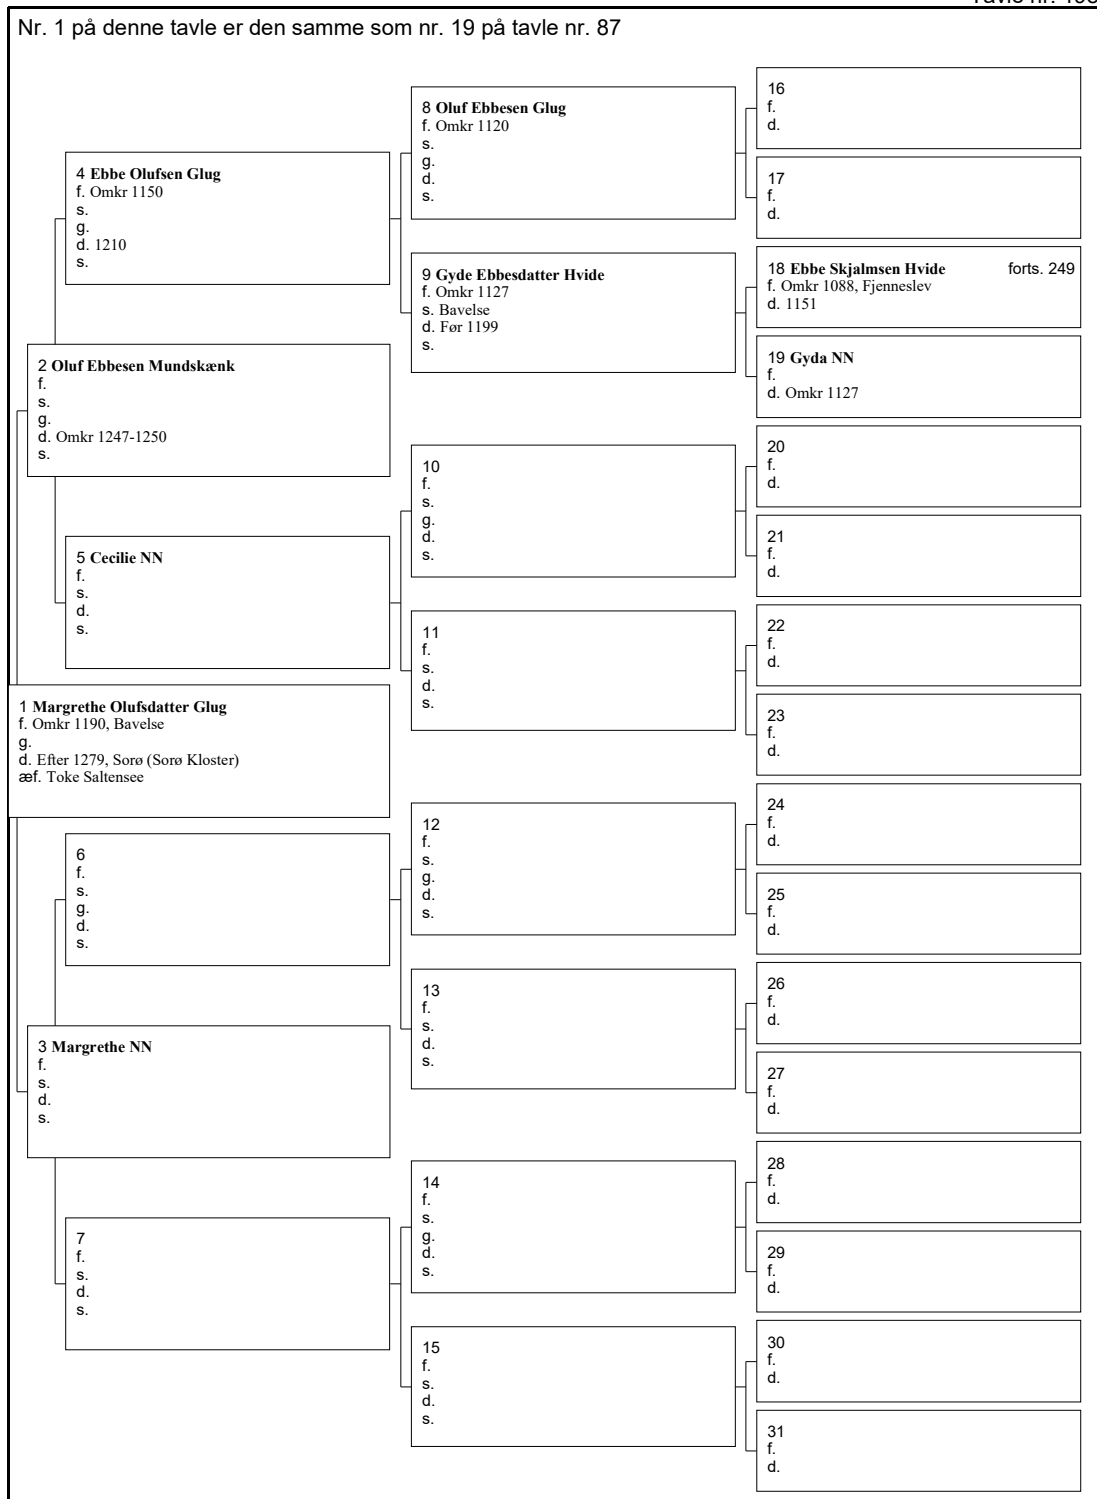 Nr. 1 på denne tavle er den samme som nr. 19 på tavle nr. 87
16
f.
d.
8 Oluf Ebbesen Glug
f. Omkr 1120
s.
g.
d.
s.
4 Ebbe Olufsen Glug
f. Omkr 1150
s.
g.
d. 1210
s.
17
f.
d.
9 Gyde Ebbesdatter Hvide
f. Omkr 1127
s. Bavelse
d. Før 1199
s.
18 Ebbe Skjalmsen Hvide forts. 249
f. Omkr 1088, Fjenneslev
d. 1151
2 Oluf Ebbesen Mundskænk
f.
s.
g.
d. Omkr 1247-1250
s.
19 Gyda NN
f.
d. Omkr 1127
10
f.
s.
g.
d.
s.
20
f.
d.
21
f.
d.
5 Cecilie NN
f.
s.
d.
s.
11
f.
s.
d.
s.
22
f.
d.
23
f.
d.
1 Margrethe Olufsdatter Glug
f. Omkr 1190, Bavelse
g.
d. Efter 1279, Sorø (Sorø Kloster)
æf. Toke Saltensee
12
f.
s.
g.
d.
s.
24
f.
d.
6
f.
s.
g.
d.
s.
25
f.
d.
13
f.
s.
d.
s.
26
f.
d.
3 Margrethe NN
f.
s.
d.
s.
27
f.
d.
14
f.
s.
g.
d.
s.
28
f.
d.
7
f.
s.
d.
s.
29
f.
d.
15
f.
s.
d.
s.
30
f.
d.
31
f.
d.